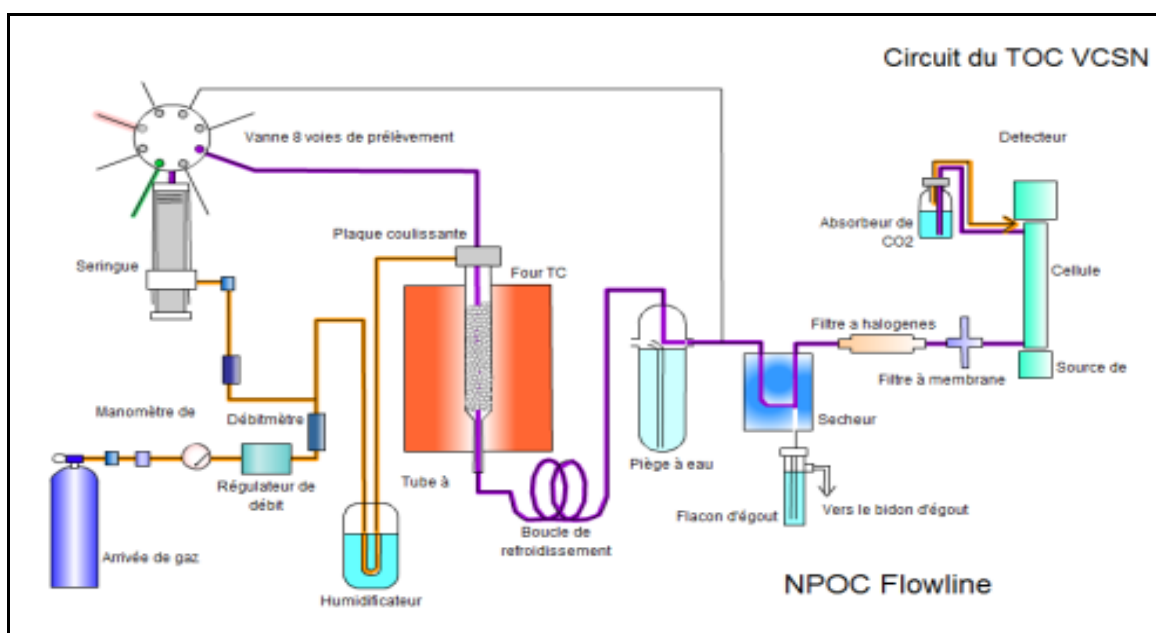 Circuit du TOC VCSN
Vanne 8 voies de prélèvement
Detecteur
Plaque coulissante
Absorbeur de
CO2
Seringue
Four TC
Cellule
Filtre a halogenes
Source de
Filtre à membrane
Manomètre de
Débitmètre
Secheur
Régulateur de
débit
Tube à
Piège à eau
Flacon d'égout
Vers le bidon d'égout
Boucle de
refroidissement
Arrivée de gaz
Humidificateur
NPOC Flowline